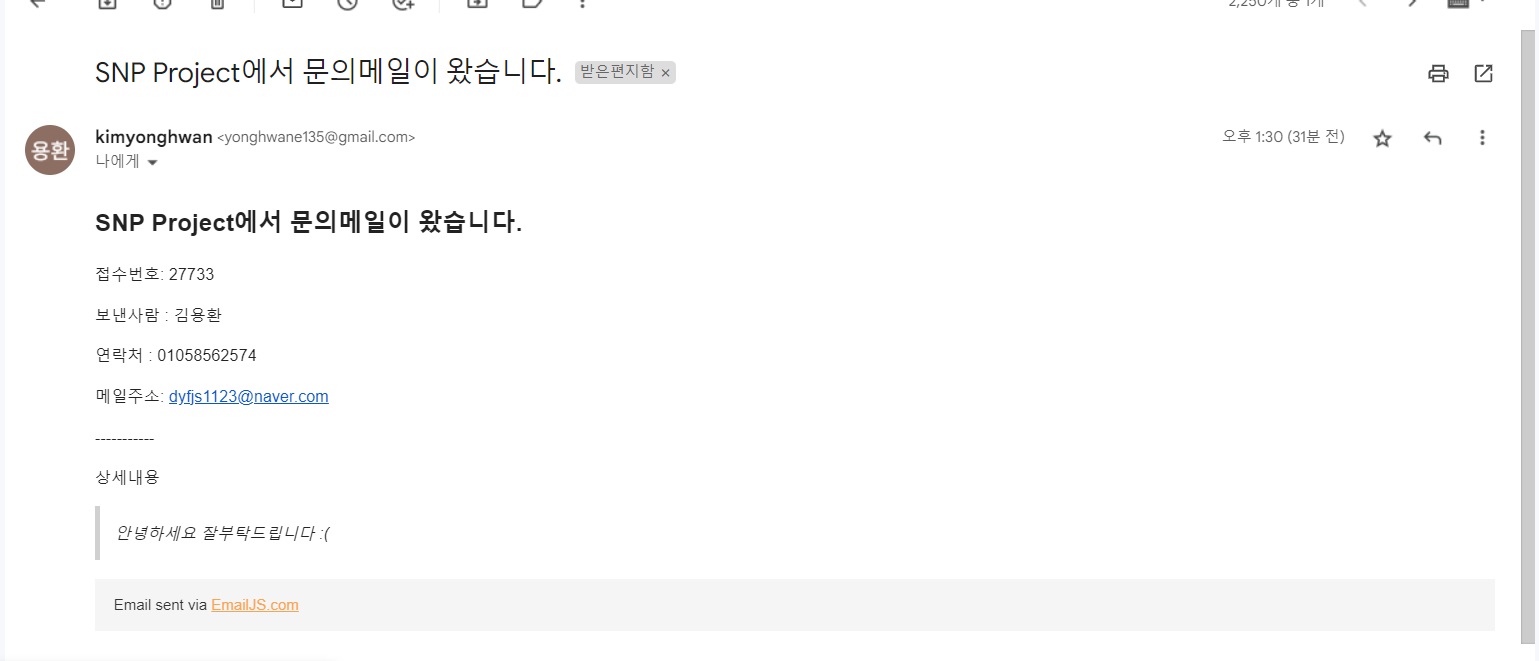 2,250개 중 1개
SNP Project에서 문의메일이 왔습니다. 받은편지함 ×
용환 kimyonghwan <yonghwane135@gmail.com> 오후 1:30 (31분 전)
나에게
SNP Project에서 문의메일이 왔습니다.
접수번호: 27733
보낸사람 : 김용환
연락처 : 01058562574
메일주소: dyfjs1123@naver.com
-----------
상세내용
안녕하세요 잘부탁드립니다 :(
Email sent via EmailJS.com